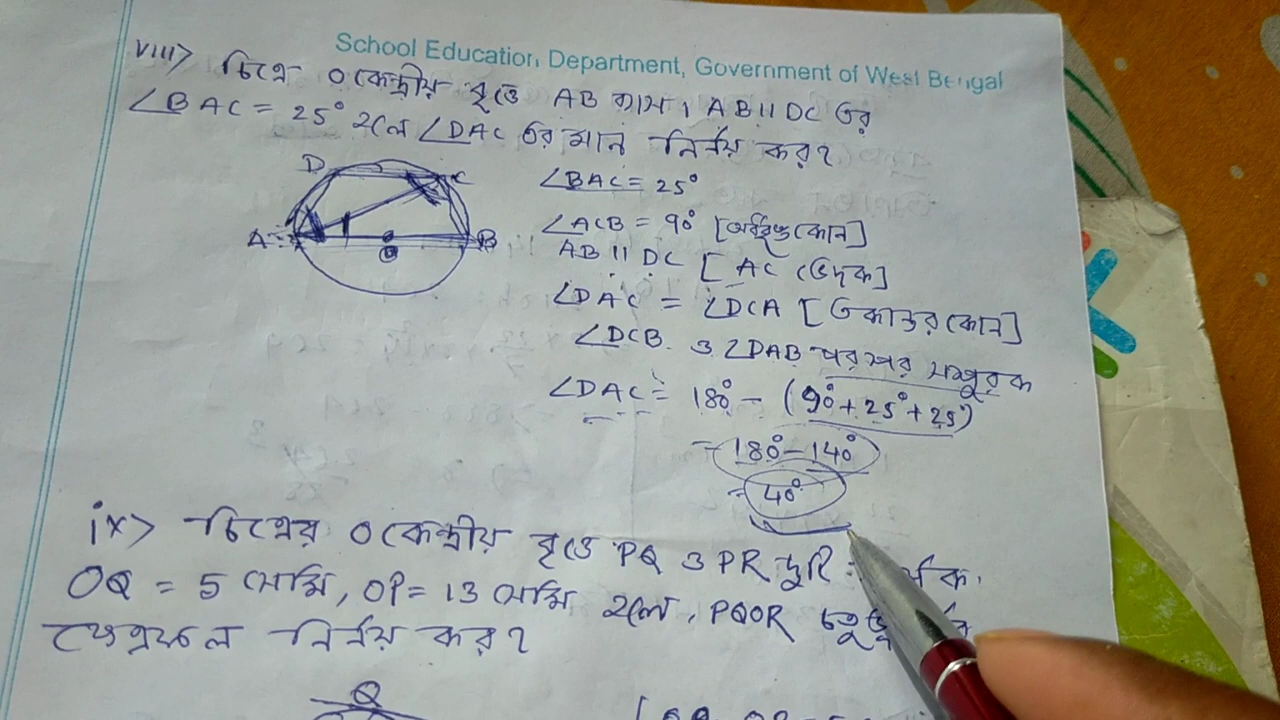 School Education, Department, Government of West Bengal
viii> চিত্রে O কেন্দ্রীয় বৃত্তে AB ব্যাস। AB॥DC এর
∠BAC = 25° হলে ∠DAC এর মান নির্ণয় কর?
D C
A B
O
∠BAC = 25°
∠ACB = 90° [অর্ধবৃত্তস্থ কোন]
AB॥DC [AC ভেদক]
∠DAC = ∠DCA [একান্তর কোন]
∠DCB ও ∠DAB পরস্পর সম্পূরক
∠DAC = 180° - (90° + 25° + 25°)
= 180° - 140°
= 40°
ix> চিত্রের O কেন্দ্রীয় বৃত্তে PQ ও PR দুটি
OQ = 5 সেমি, OP = 13 সেমি হলে, PQOR
ক্ষেত্রফল নির্ণয় কর?
Q